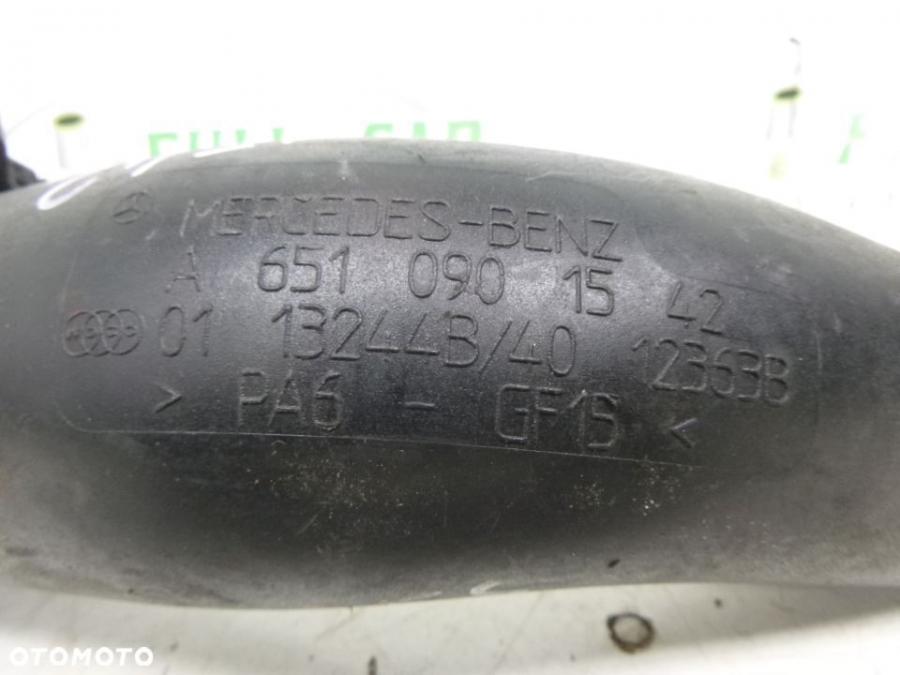 MERCEDES-BENZ
A 651 090 15 42
01 13244B/40 12363B
> PA6 - GF15 <
OTOMOTO